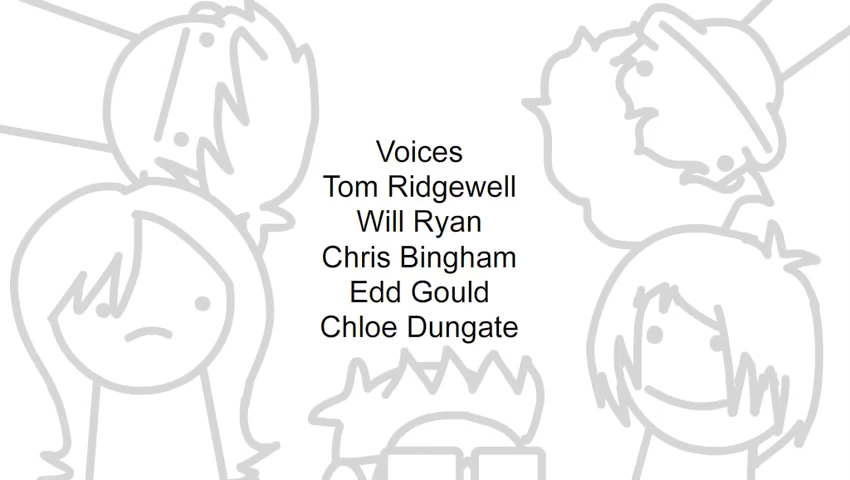 Voices
Tom Ridgewell
Will Ryan
Chris Bingham
Edd Gould
Chloe Dungate